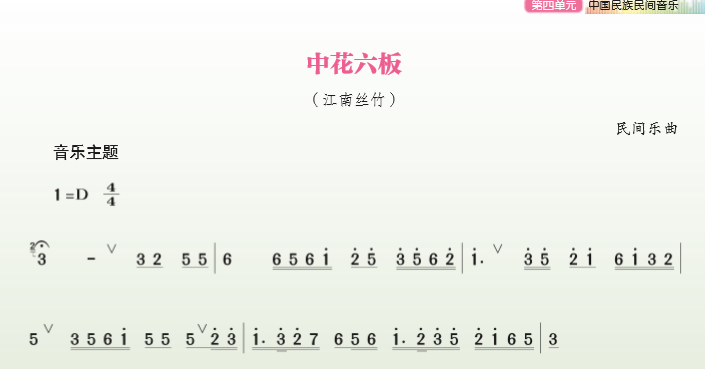 第四单元 中国民族民间音乐
中花六板
（江南丝竹）
民间乐曲
音乐主题
1=D 4/4
3 - ∨ 3 2 5 5 | 6 6 5 6 i̇ 2̇ 5̇ 3̇ 5̇ 6̇ 2̇ | 1̇. ∨ 3̇ 5̇ 2̇ 1̇ 6 1̇ 3 2 |
5 ∨ 3 5 6 1̇ 5 5 5 ∨ 2̇ 3̇ | 1̇. 3̇ 2̇ 7 6 5 6 1̇. 2̇ 3̇ 5̇ 2̇ 1̇ 6 5 | 3